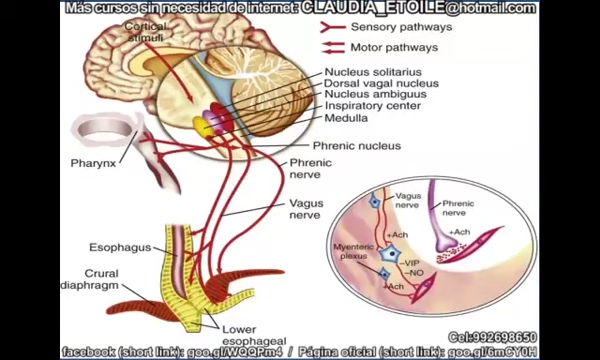 Más cursos sin necesidad de internet: CLAUDIA_ETOILE@hotmail.com
Cortical
stimuli
Sensory pathways
Motor pathways
Nucleus solitarius
Dorsal vagal nucleus
Nucleus ambiguus
Inspiratory center
Medulla
Phrenic nucleus
Pharynx
Phrenic
nerve
Vagus
nerve
Esophagus
Crural
diaphragm
Lower
esophageal
Vagus
nerve
Phrenic
nerve
+Ach
+Ach
Myenteric
plexus
–VIP
–NO
+Ach
Cel:992698650
facebook (short link): goo.gl/WQQPm4 / Página oficial (short link): goo.gl/6mCY0H